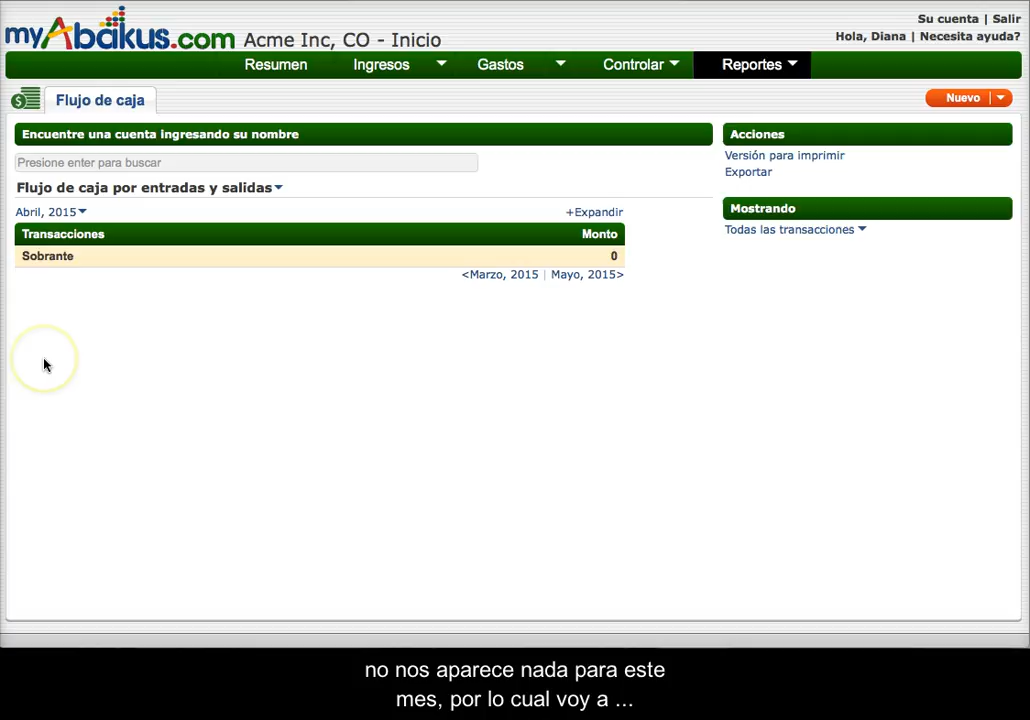 Su cuenta | Salir
myAbakus.com Acme Inc, CO - Inicio
Hola, Diana | Necesita ayuda?
Resumen Ingresos Gastos Controlar Reportes
Flujo de caja
Nuevo
Encuentre una cuenta ingresando su nombre
Acciones
Presione enter para buscar
Versión para imprimir
Exportar
Flujo de caja por entradas y salidas
Abril, 2015 +Expandir
Mostrando
Todas las transacciones
Transacciones Monto
Sobrante 0
<Marzo, 2015 | Mayo, 2015>
no nos aparece nada para este
mes, por lo cual voy a ...